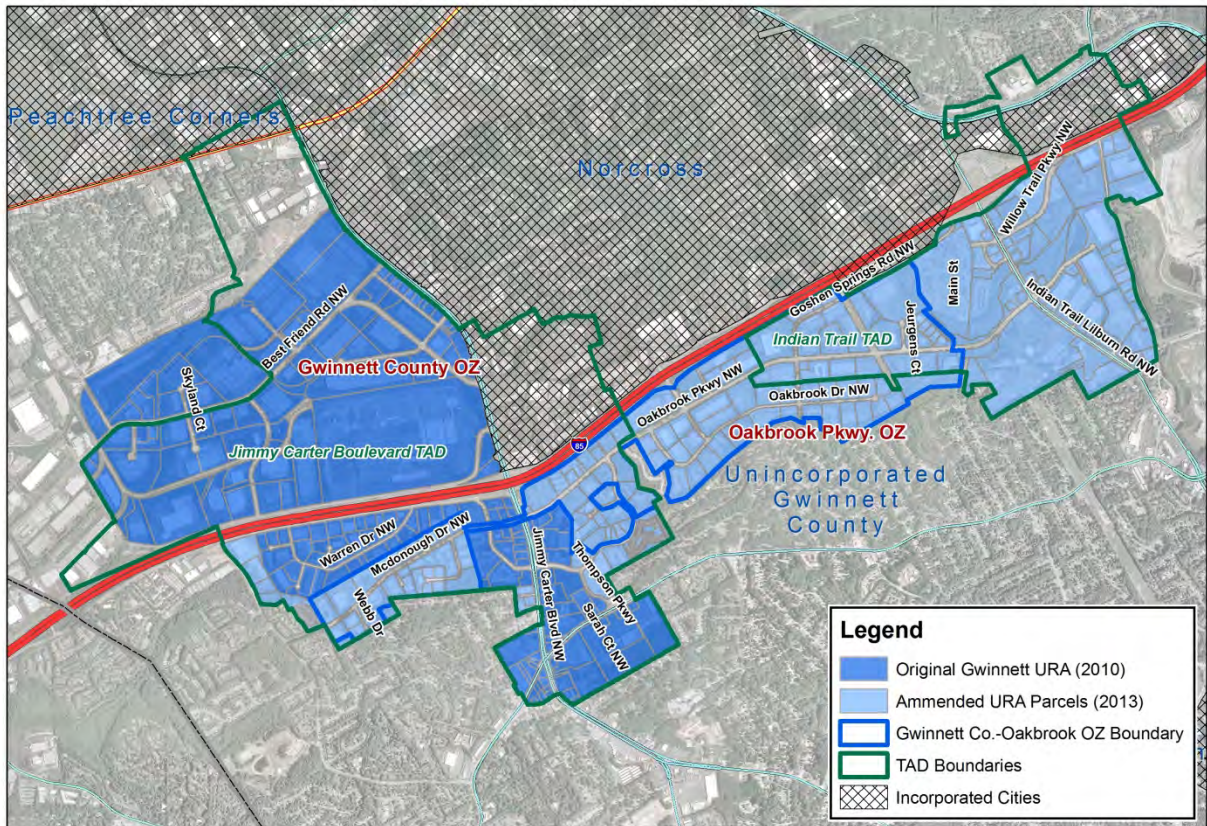 Peachtree Corners
Norcross
Willow Trail Pkwy NW
Goshen Springs Rd NW
Main St
Indian Trail Lilburn Rd NW
Jeurgens Ct
Indian Trail TAD
Best Friend Rd NW
Gwinnett County OZ
Skyland Ct
Oakbrook Pkwy NW
Oakbrook Dr NW
Oakbrook Pkwy. OZ
Jimmy Carter Boulevard TAD
85
Unincorporated
Gwinnett
County
Warren Dr NW
Mcdonough Dr NW
Webb Dr
Jimmy Carter Blvd NW
Thompson Pkwy
Sarah Ct NW
Legend
Original Gwinnett URA (2010)
Ammended URA Parcels (2013)
Gwinnett Co.-Oakbrook OZ Boundary
TAD Boundaries
Incorporated Cities